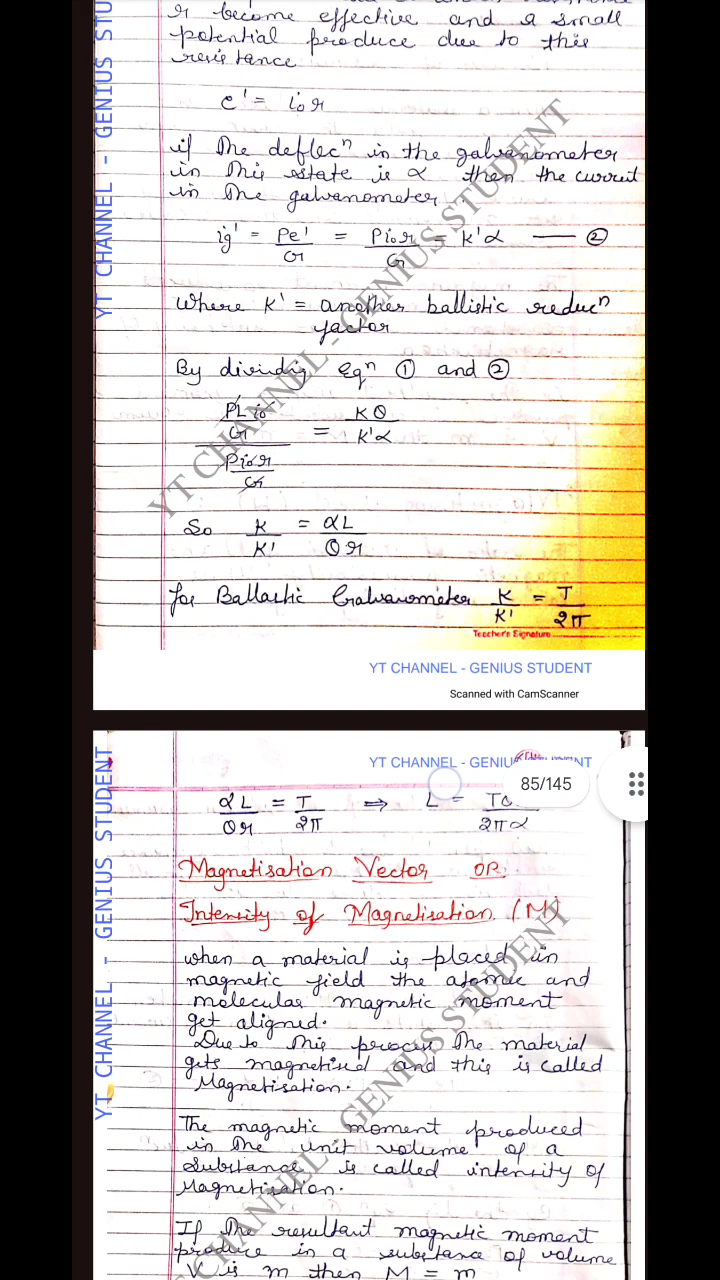 r become effective and a small
potential produce due to this
resistance
e' = i₀r
if the deflecⁿ in the galvanometer
in this state is α then the current
in the galvanometer
ig' = Pe'/G = Pi₀r/G = K'α — ②
where K' = another ballistic reducⁿ
factor
By dividing Eqⁿ ① and ②
(PLi₀/G)/(Pi₀r/G) = Kθ/K'α
So K/K' = αL/θr
for Ballastic Galvanometer K/K' = T/2π
Teacher's Signature
YT CHANNEL - GENIUS STUDENT
Scanned with CamScanner
YT CHANNEL - GENIUS STUDENT
YT CHANNEL - GENIU NT
85/145
αL/θr = T/2π ⇒ L = 2πα
Magnetisation Vector OR
Intensity of Magnetisation (M)
when a material is placed in
magnetic field the atomic and
molecular magnetic moment
get aligned.
Due to this process the material
gets magnetised and this is called
Magnetisation.
The magnetic moment produced
in the unit volume of a
substance is called intensity of
Magnetisation.
If the resultant magnetic moment
produce in a substance of volume
V is m then M = m
YT CHANNEL - GENIUS STUDENT
YT CHANNEL - GENIUS STUDENT
CHANNEL - GENIUS STUDENT